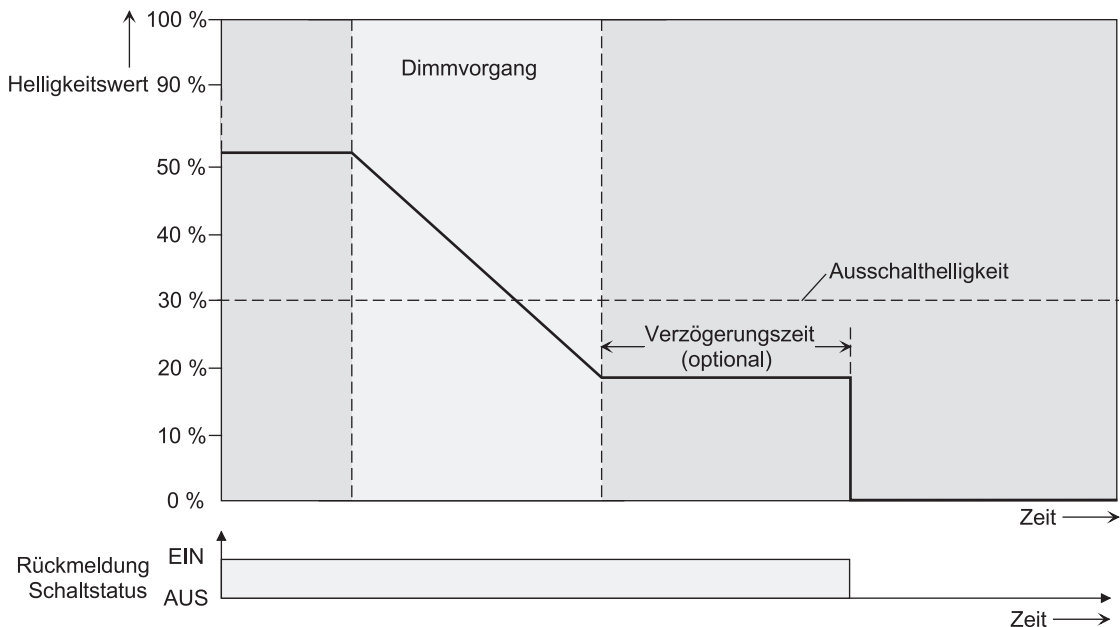 100 %
Helligkeitswert
90 %
Dimmvorgang
50 %
40 %
Ausschalthelligkeit
30 %
Verzögerungszeit
(optional)
20 %
10 %
0 %
Zeit
Rückmeldung
Schaltstatus
EIN
AUS
Zeit